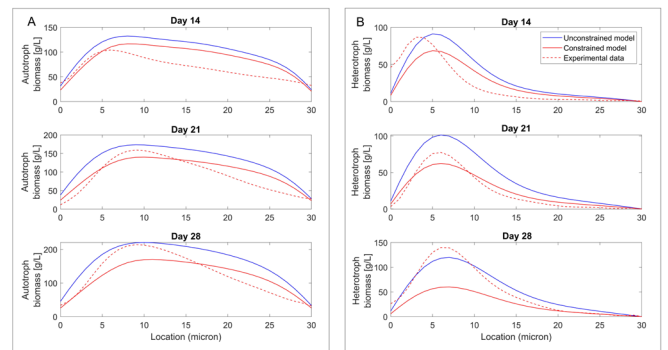 A
Day 14
Autotroph
biomass [g/L]
150
100
50
0
0 5 10 15 20 25 30
Day 21
Autotroph
biomass [g/L]
200
150
100
50
0
0 5 10 15 20 25 30
Day 28
Autotroph
biomass [g/L]
200
100
0
0 5 10 15 20 25 30
Location (micron)
B
Day 14
Heterotroph
biomass [g/L]
100
50
0
0 5 10 15 20 25 30
Unconstrained model
Constrained model
Experimental data
Day 21
Heterotroph
biomass [g/L]
100
50
0
0 5 10 15 20 25 30
Day 28
Heterotroph
biomass [g/L]
150
100
50
0
0 5 10 15 20 25 30
Location (micron)